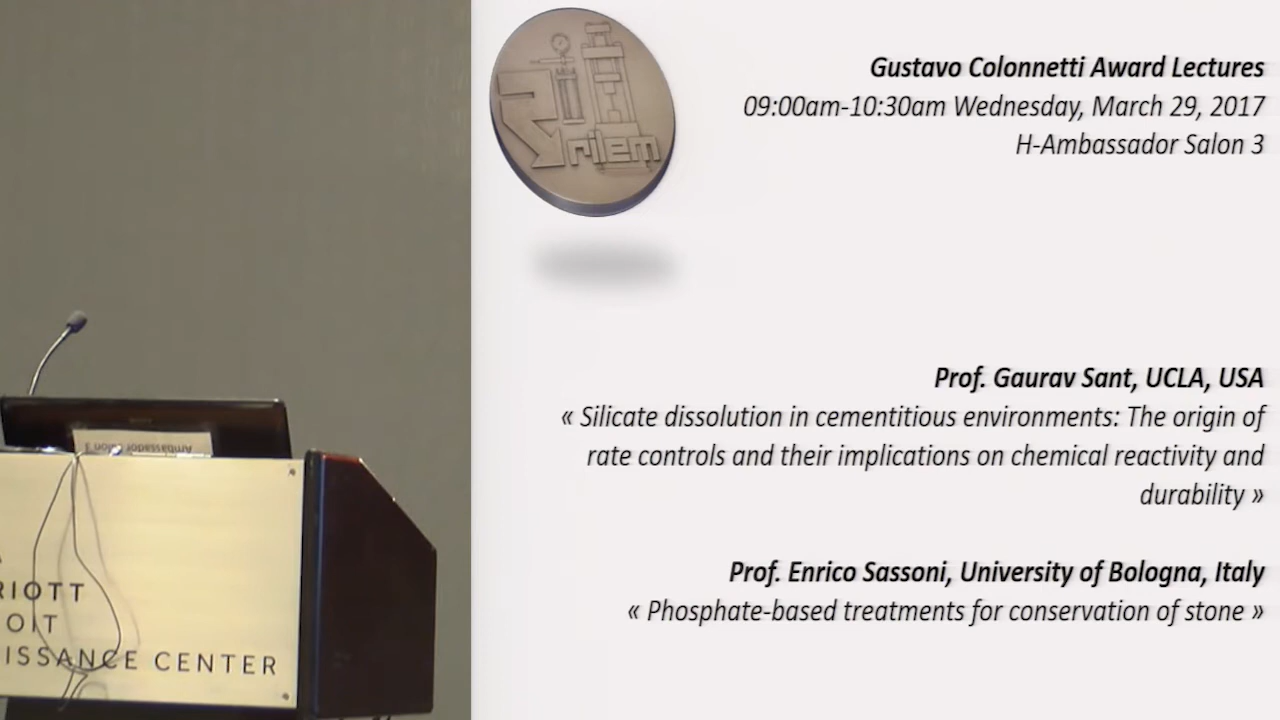 rilem
Gustavo Colonnetti Award Lectures
09:00am-10:30am Wednesday, March 29, 2017
H-Ambassador Salon 3
Prof. Gaurav Sant, UCLA, USA
« Silicate dissolution in cementitious environments: The origin of
rate controls and their implications on chemical reactivity and
durability »
Prof. Enrico Sassoni, University of Bologna, Italy
« Phosphate-based treatments for conservation of stone »
Ambassador Salon 3
RIOTT
OIT
ISSANCE CENTER